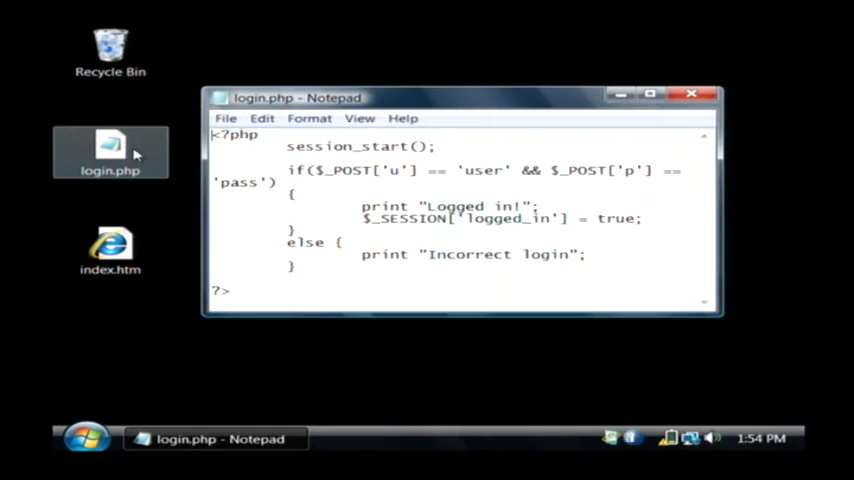 Recycle Bin
login.php
index.htm
login.php - Notepad
File Edit Format View Help
<?php
session_start();
if($_POST['u'] == 'user' && $_POST['p'] ==
'pass')
{
print "Logged in!";
$_SESSION['logged_in'] = true;
}
else {
print "Incorrect login";
}
?>
login.php - Notepad
1:54 PM